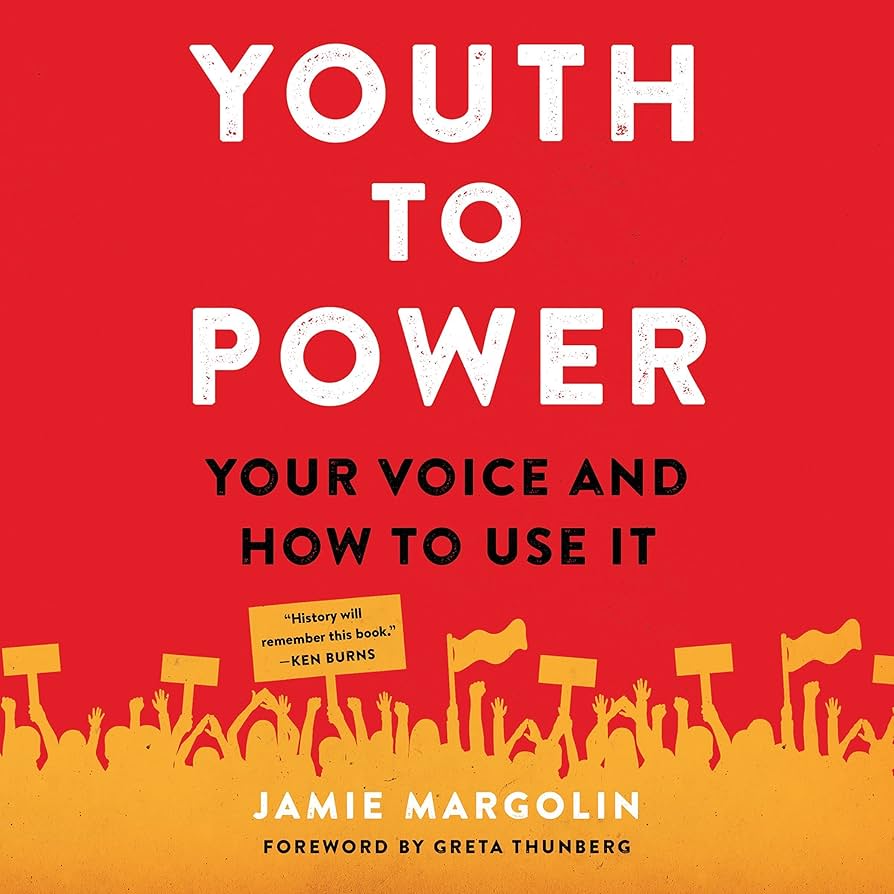 YOUTH
TO
POWER
YOUR VOICE AND
HOW TO USE IT
“History will
remember this book.”
—KEN BURNS
JAMIE MARGOLIN
FOREWORD BY GRETA THUNBERG